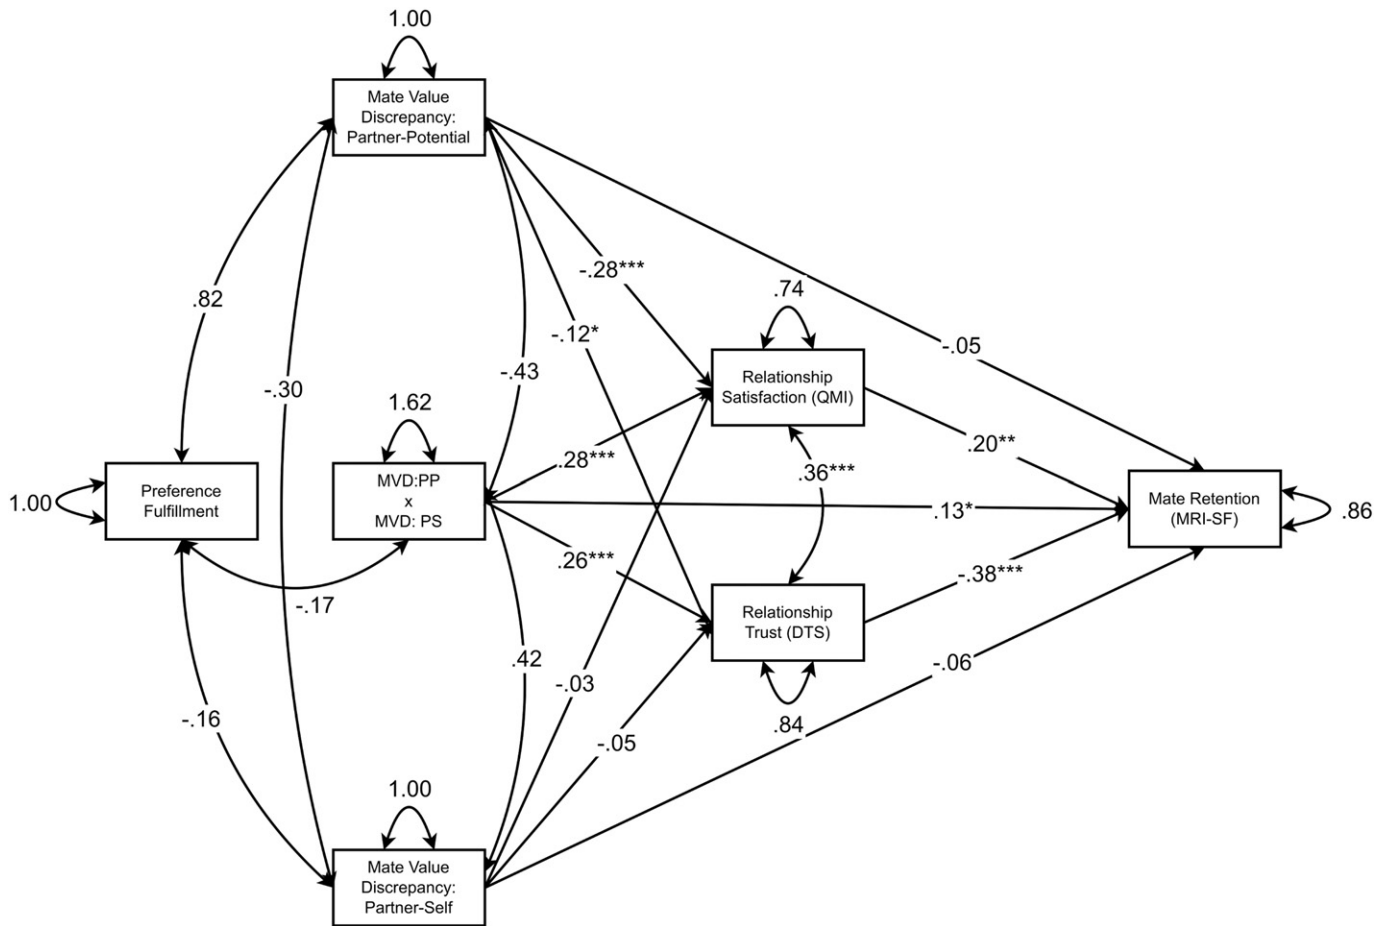 1.00
Mate Value
Discrepancy:
Partner-Potential
-.28***
.82
.74
-.12*
-.05
-.43
Relationship
Satisfaction (QMI)
-.30
1.62
.20**
.28***
.36***
1.00
Preference
Fulfillment
MVD:PP
x
MVD: PS
.13*
Mate Retention
(MRI-SF)
.86
.26***
-.38***
-.17
Relationship
Trust (DTS)
.42
-.03
-.06
-.16
.84
-.05
1.00
Mate Value
Discrepancy:
Partner-Self